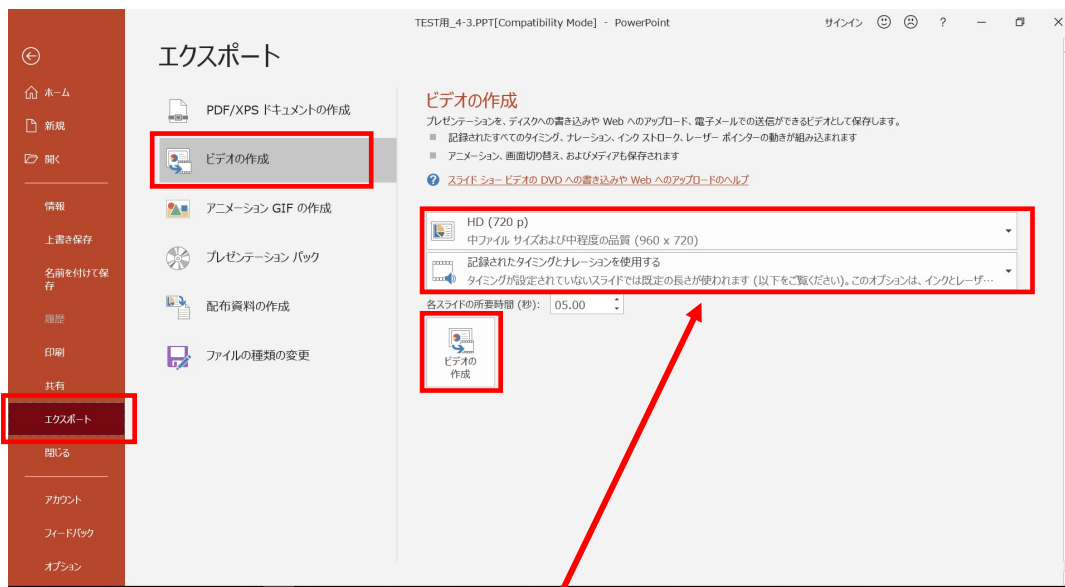 TEST用_4-3.PPT[Compatibility Mode] - PowerPoint
サインイン
?
エクスポート
ホーム
新規
開く
情報
上書き保存
名前を付けて保
存
履歴
印刷
共有
エクスポート
閉じる
アカウント
フィードバック
オプション
PDF/XPS ドキュメントの作成
ビデオの作成
アニメーション GIF の作成
プレゼンテーション パック
配布資料の作成
ファイルの種類の変更
ビデオの作成
プレゼンテーションを、ディスクへの書き込みや Web へのアップロード、電子メールでの送信ができるビデオとして保存します。
記録されたすべてのタイミング、ナレーション、インク ストローク、レーザー ポインターの動きが組み込まれます
アニメーション、画面切り替え、およびメディアも保存されます
スライド ショー ビデオの DVD への書き込みや Web へのアップロードのヘルプ
HD (720 p)
中ファイル サイズおよび中程度の品質 (960 x 720)
記録されたタイミングとナレーションを使用する
タイミングが設定されていないスライドでは既定の長さが使われます (以下をご覧ください)。このオプションは、インクとレーザ…
各スライドの所要時間 (秒): 05.00
ビデオの
作成